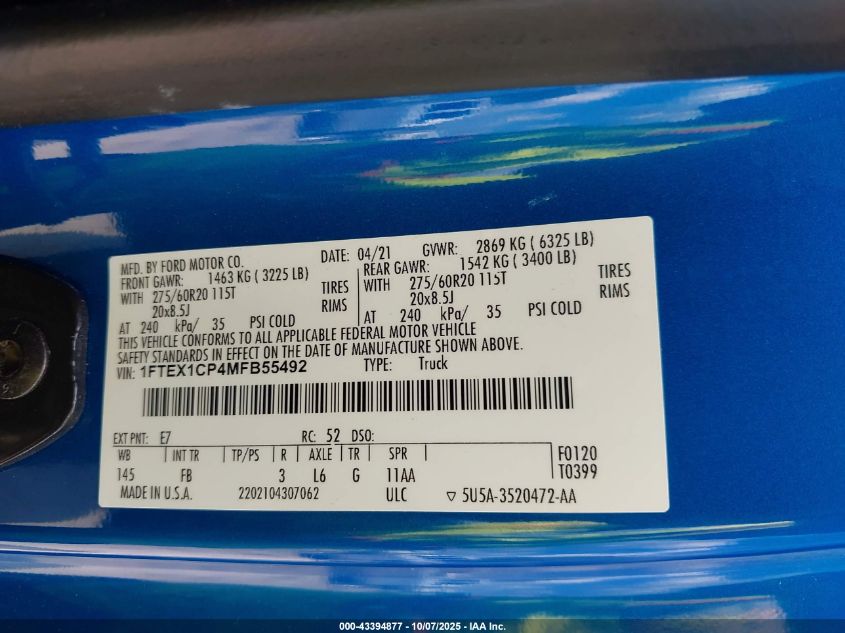 MFD. BY FORD MOTOR CO. DATE: 04/21 GVWR: 2869 KG ( 6325 LB)
FRONT GAWR: 1463 KG ( 3225 LB) REAR GAWR: 1542 KG ( 3400 LB)
WITH 275/60R20 115T TIRES WITH 275/60R20 115T TIRES
20x8.5J RIMS 20x8.5J RIMS
AT 240 kPa/ 35 PSI COLD AT 240 kPa/ 35 PSI COLD
THIS VEHICLE CONFORMS TO ALL APPLICABLE FEDERAL MOTOR VEHICLE
SAFETY STANDARDS IN EFFECT ON THE DATE OF MANUFACTURE SHOWN ABOVE.
VIN: 1FTEX1CP4MFB55492 TYPE: Truck
EXT PNT: E7 RC: 52 DSO:
WB INT TR TP/PS R AXLE TR SPR F0120
145 FB 3 L6 G 11AA T0399
MADE IN U.S.A. 2202104307062 ULC ▽ 5U5A-3520472-AA
000-43394877 - 10/07/2025 - IAA Inc.